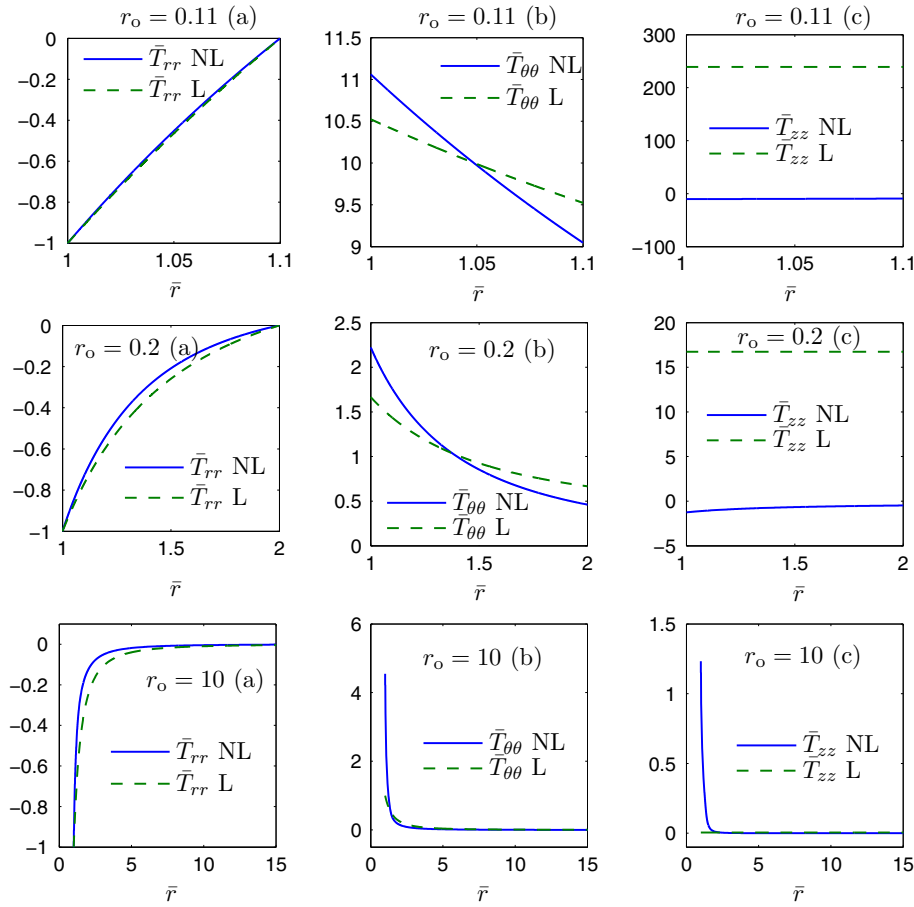 r_o = 0.11 (a)
0
−0.2
−0.4
−0.6
−0.8
−1
T̄_rr NL
T̄_rr L
1
1.05
1.1
r̄
r_o = 0.11 (b)
11.5
11
10.5
10
9.5
9
T̄_θθ NL
T̄_θθ L
1
1.05
1.1
r̄
r_o = 0.11 (c)
300
250
200
150
100
50
0
−50
−100
T̄_zz NL
T̄_zz L
1
1.05
1.1
r̄
r_o = 0.2 (a)
0
−0.2
−0.4
−0.6
−0.8
−1
T̄_rr NL
T̄_rr L
1
1.5
2
r̄
r_o = 0.2 (b)
2.5
2
1.5
1
0.5
0
T̄_θθ NL
T̄_θθ L
1
1.5
2
r̄
r_o = 0.2 (c)
20
15
10
5
0
−5
T̄_zz NL
T̄_zz L
1
1.5
2
r̄
r_o = 10 (a)
0
−0.2
−0.4
−0.6
−0.8
−1
T̄_rr NL
T̄_rr L
0
5
10
15
r̄
r_o = 10 (b)
6
4
2
0
T̄_θθ NL
T̄_θθ L
0
5
10
15
r̄
r_o = 10 (c)
1.5
1
0.5
0
T̄_zz NL
T̄_zz L
0
5
10
15
r̄